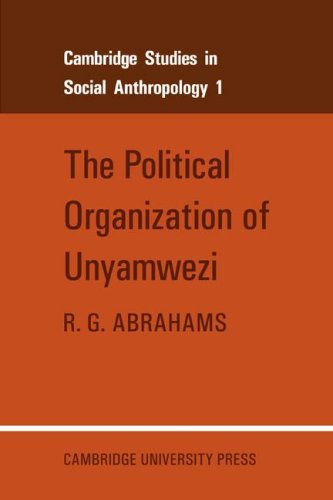 Cambridge Studies in
Social Anthropology 1
The Political
Organization of
Unyamwezi
R. G. ABRAHAMS
CAMBRIDGE UNIVERSITY PRESS